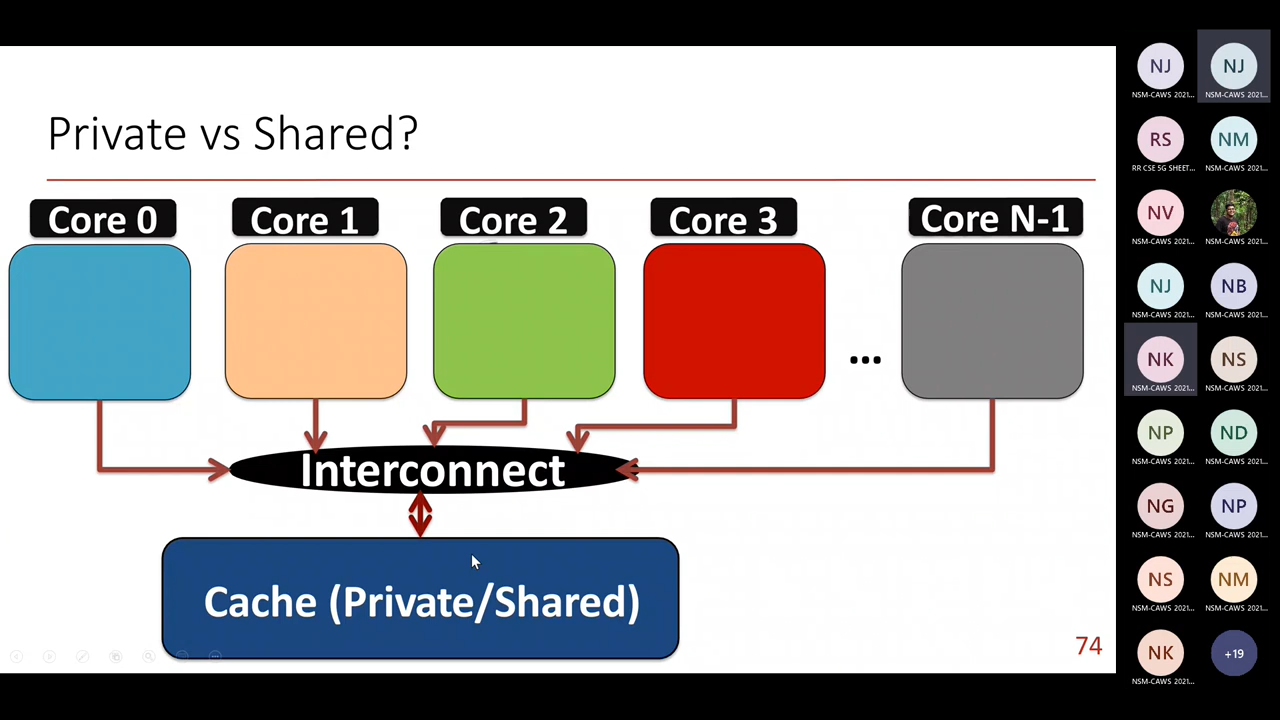 Private vs Shared?
Core 0
Core 1
Core 2
Core 3
Core N-1
...
Interconnect
Cache (Private/Shared)
74
NJ
NSM-CAWS 2021...
NJ
NSM-CAWS 2021...
RS
RR CSE 5G SHEET...
NM
NSM-CAWS 2021...
NV
NSM-CAWS 2021...
NSM-CAWS 2021...
NJ
NSM-CAWS 2021...
NB
NSM-CAWS 2021...
NK
NSM-CAWS 2021...
NS
NSM-CAWS 2021...
NP
NSM-CAWS 2021...
ND
NSM-CAWS 2021...
NG
NSM-CAWS 2021...
NP
NSM-CAWS 2021...
NS
NSM-CAWS 2021...
NM
NSM-CAWS 2021...
NK
NSM-CAWS 2021...
+19